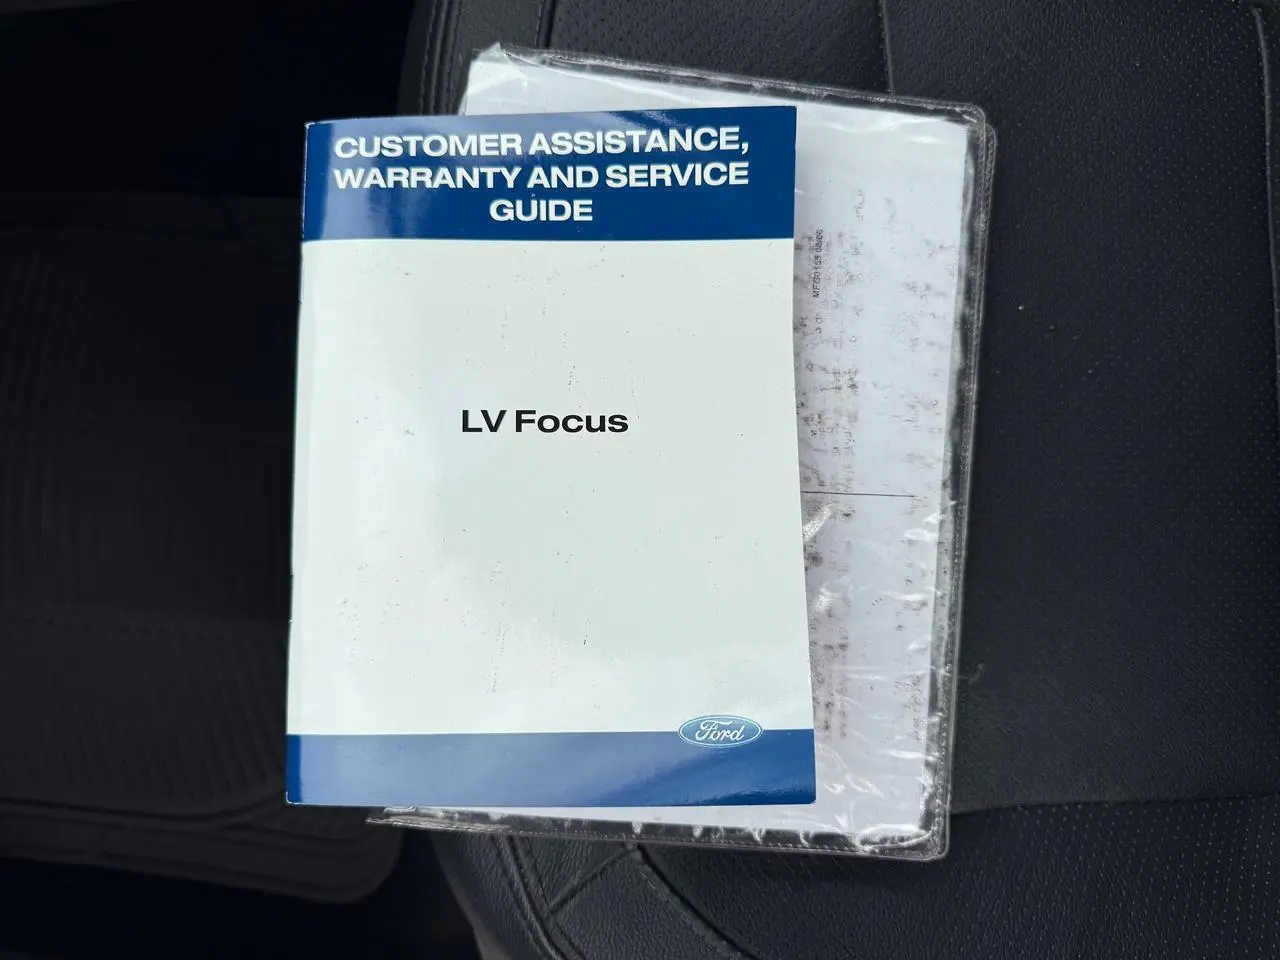 CUSTOMER ASSISTANCE,
WARRANTY AND SERVICE
GUIDE
LV Focus
Ford